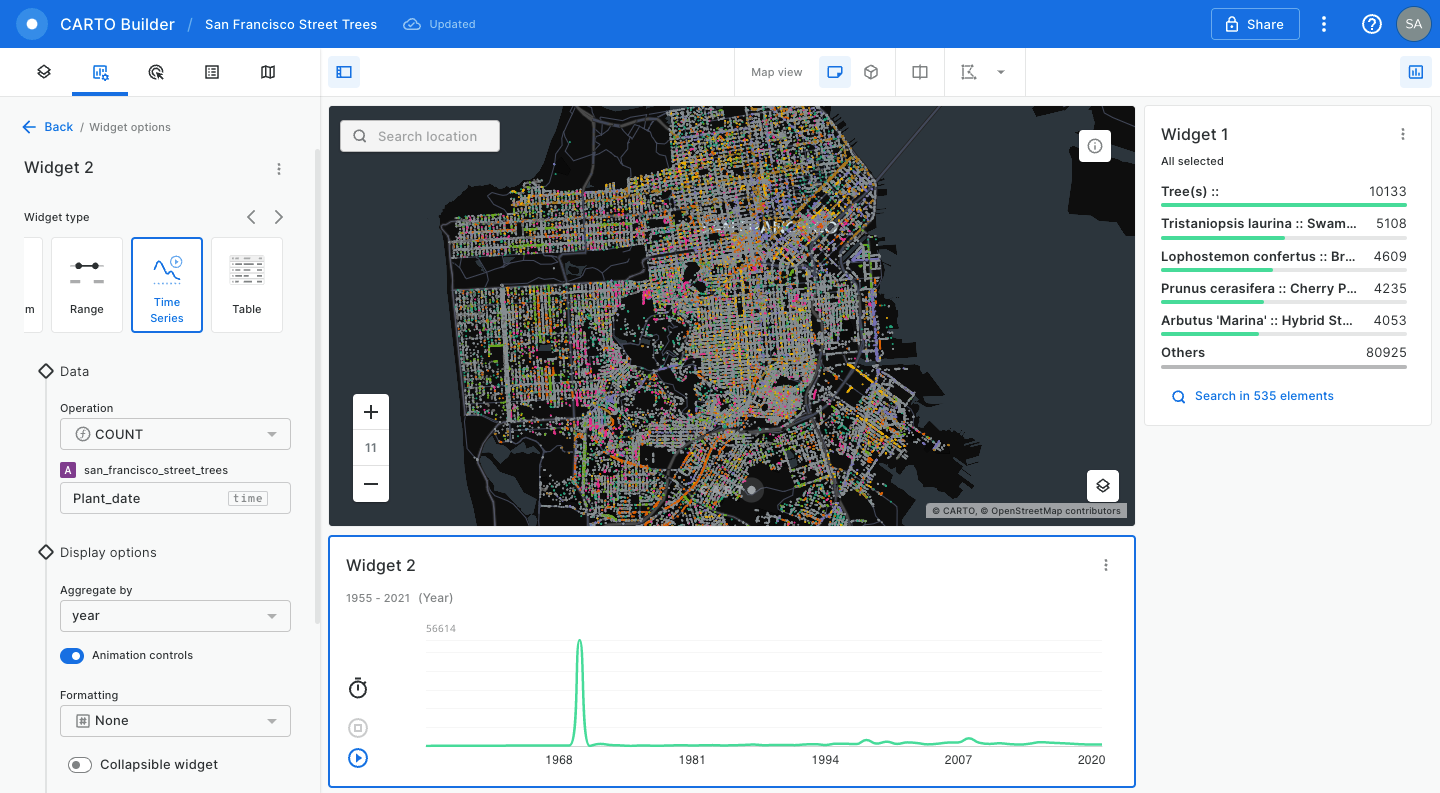 CARTO Builder / San Francisco Street Trees Updated Share SA
Map view
Back / Widget options
Widget 2
Widget type
m
Range
Time
Series
Table
Data
Operation
COUNT
A san_francisco_street_trees
Plant_date time
Display options
Aggregate by
year
Animation controls
Formatting
None
Collapsible widget
Search location
SAN FRANCISCO
11
© CARTO, © OpenStreetMap contributors
Widget 2
1955 - 2021 (Year)
56614
1968 1981 1994 2007 2020
Widget 1
All selected
Tree(s) :: 10133
Tristaniopsis laurina :: Swam... 5108
Lophostemon confertus :: Br... 4609
Prunus cerasifera :: Cherry P... 4235
Arbutus 'Marina' :: Hybrid St... 4053
Others 80925
Search in 535 elements